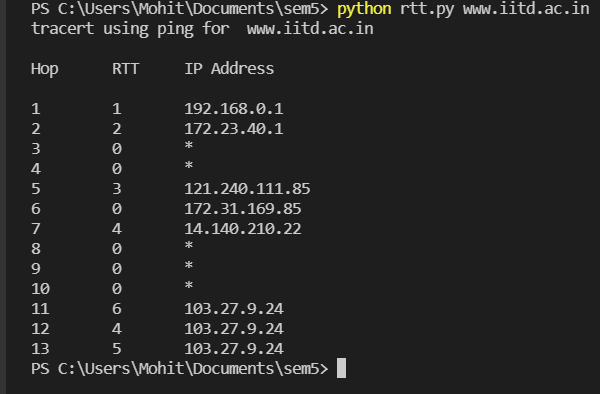 PS C:\Users\Mohit\Documents\sem5> python rtt.py www.iitd.ac.in
tracert using ping for  www.iitd.ac.in
Hop RTT IP Address
1 1 192.168.0.1
2 2 172.23.40.1
3 0 *
4 0 *
5 3 121.240.111.85
6 0 172.31.169.85
7 4 14.140.210.22
8 0 *
9 0 *
10 0 *
11 6 103.27.9.24
12 4 103.27.9.24
13 5 103.27.9.24
PS C:\Users\Mohit\Documents\sem5>